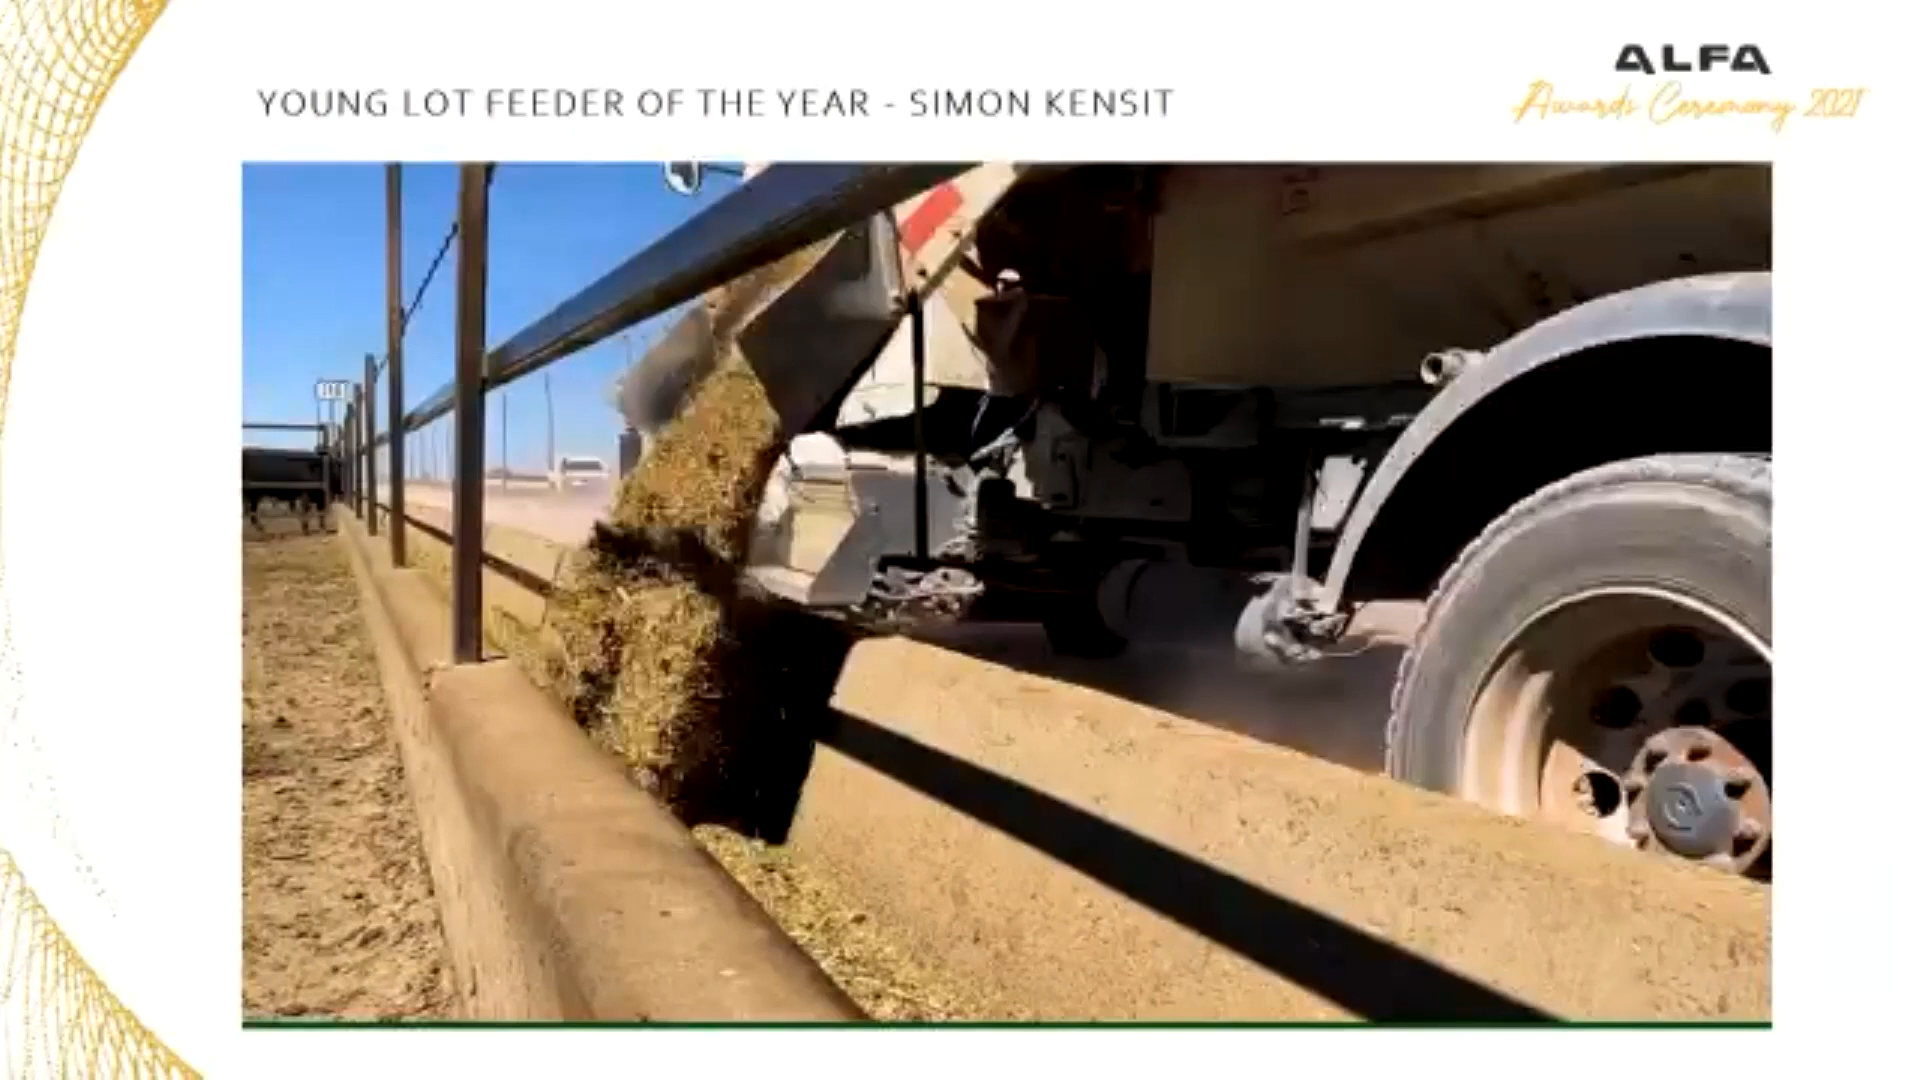 ALFA
YOUNG LOT FEEDER OF THE YEAR - SIMON KENSIT
Awards Ceremony 2021